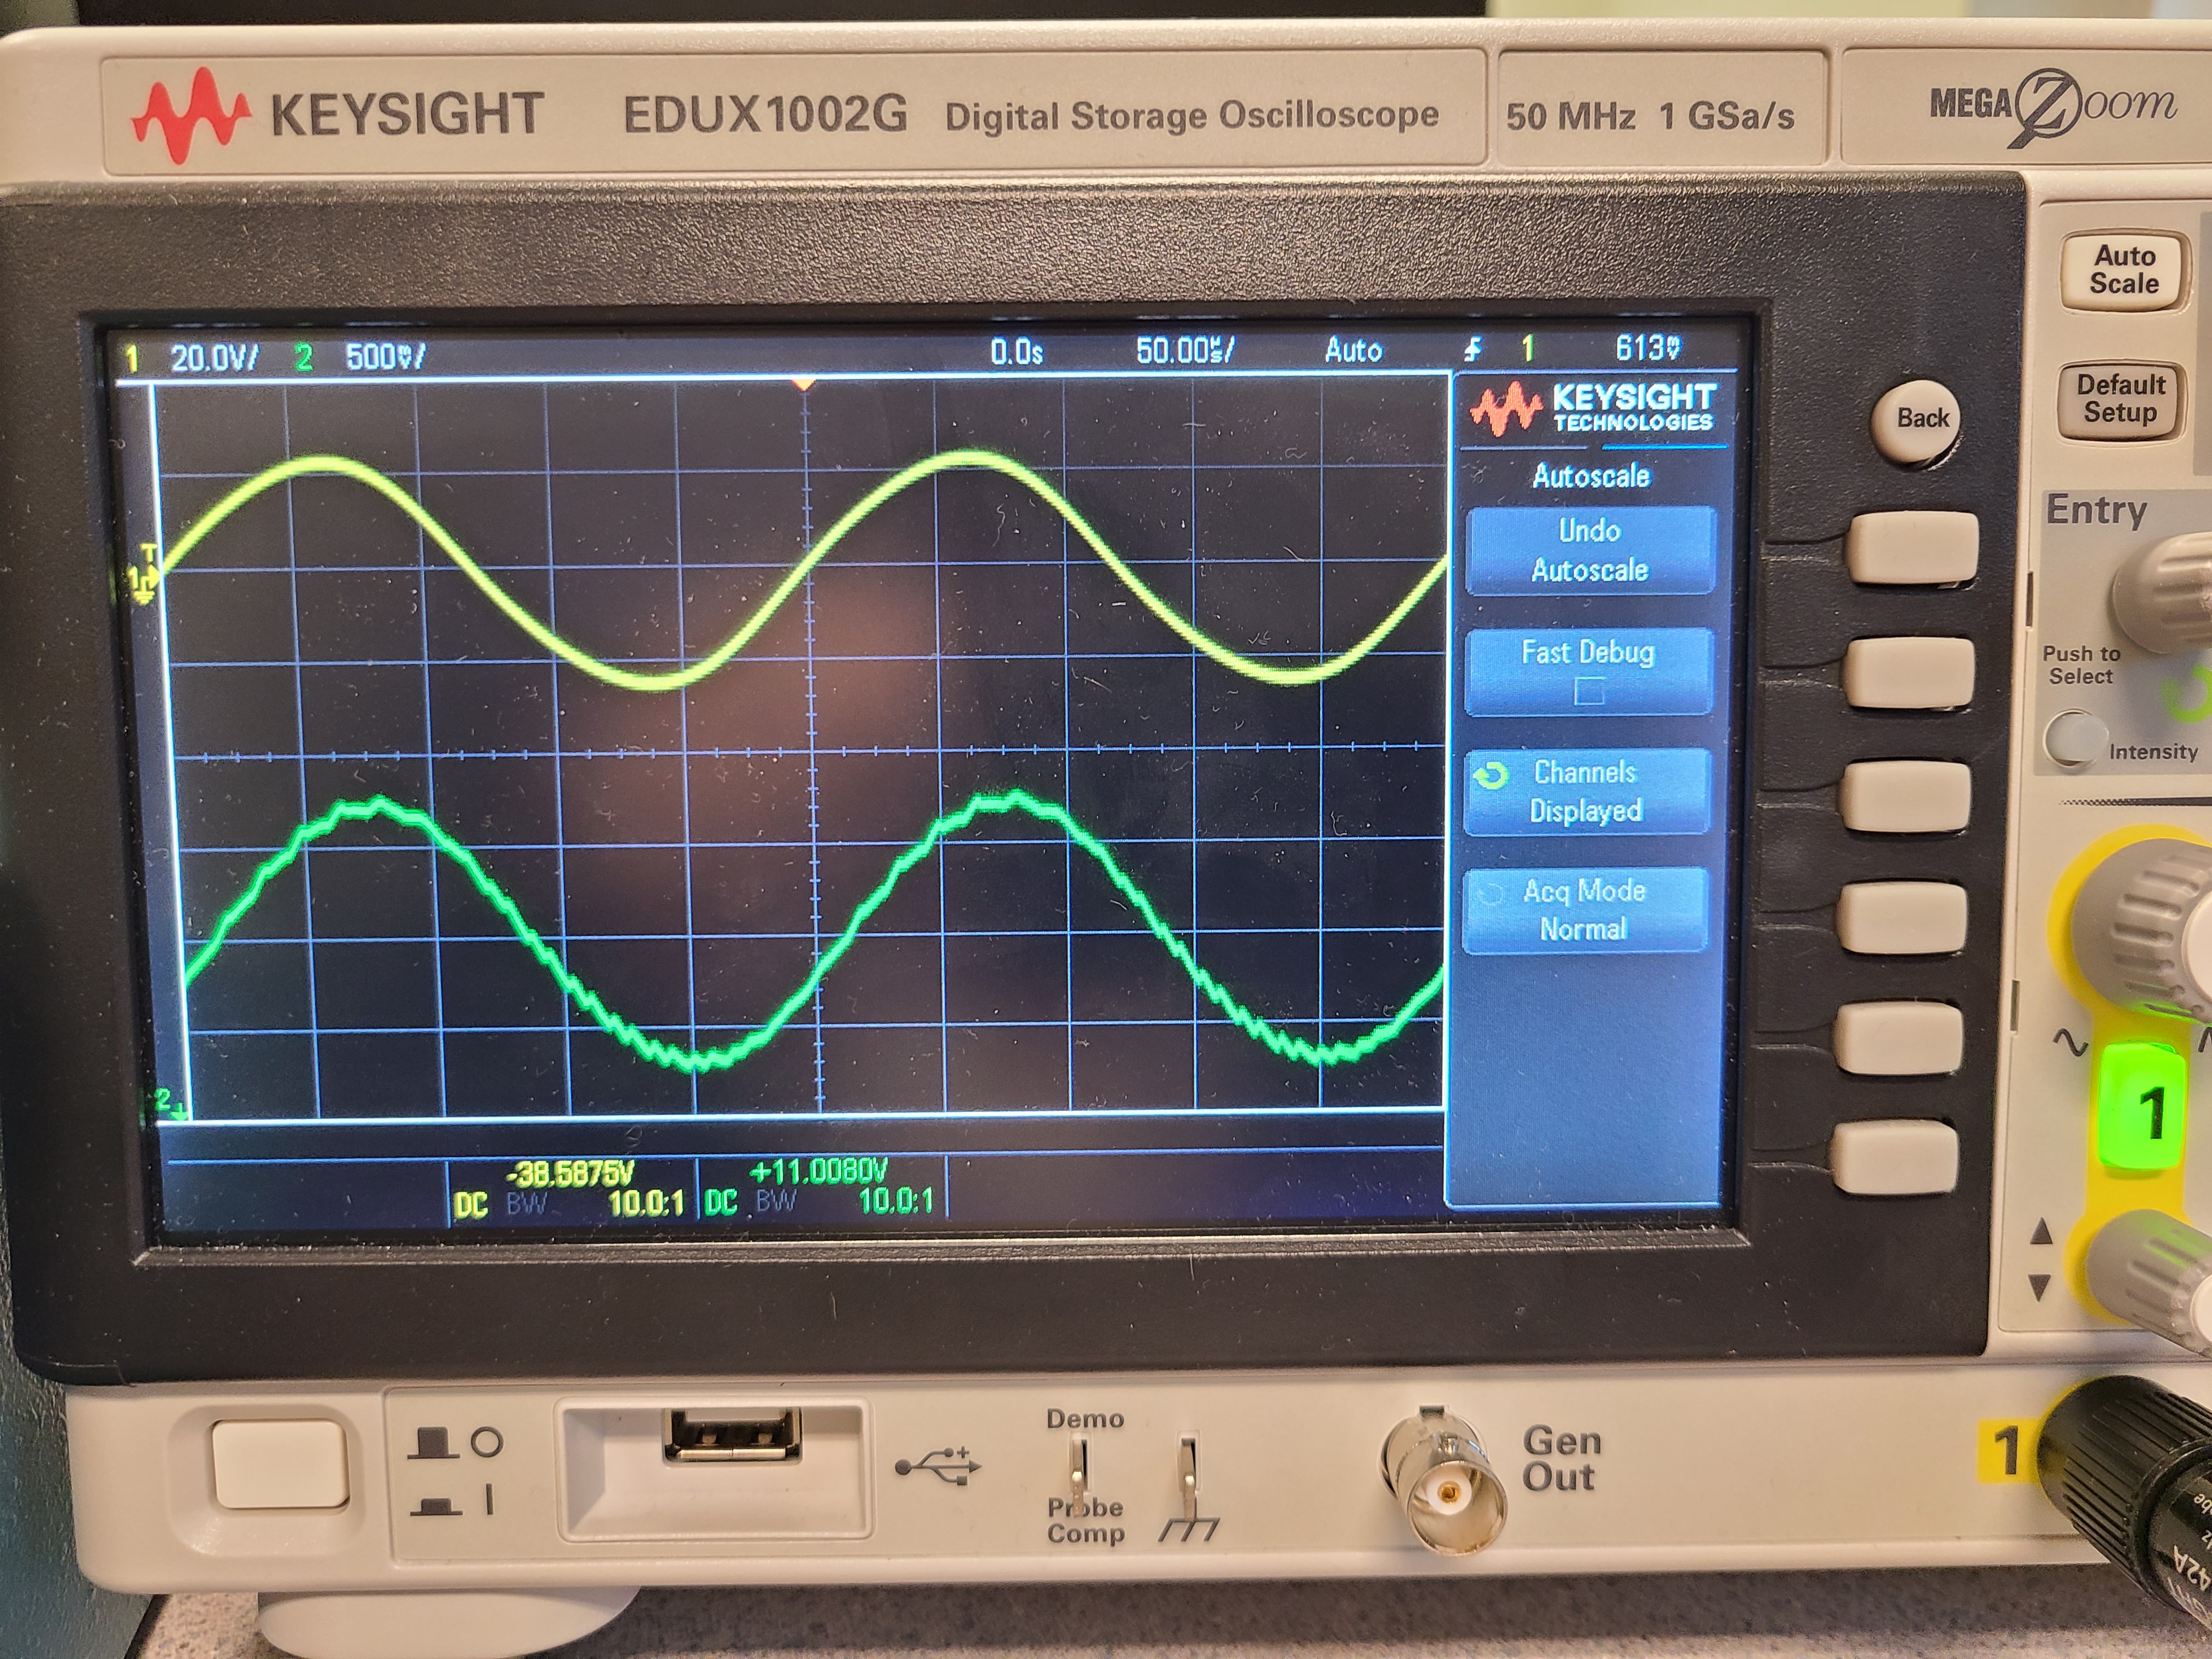 KEYSIGHT EDUX1002G Digital Storage Oscilloscope 50 MHz 1 GSa/s MEGA Zoom
Auto
Scale
Default
Setup
Back
Entry
Push to
Select
Intensity
1 20.0V/ 2 500mV/ 0.0s 50.00µs/ Auto 1 613mV
KEYSIGHT
TECHNOLOGIES
Autoscale
Undo
Autoscale
Fast Debug
Channels
Displayed
Acq Mode
Normal
T
1
2
-38.5875V +11.0080V
DC BW 10.0:1 DC BW 10.0:1
1
Demo
Probe
Comp
Gen
Out
1